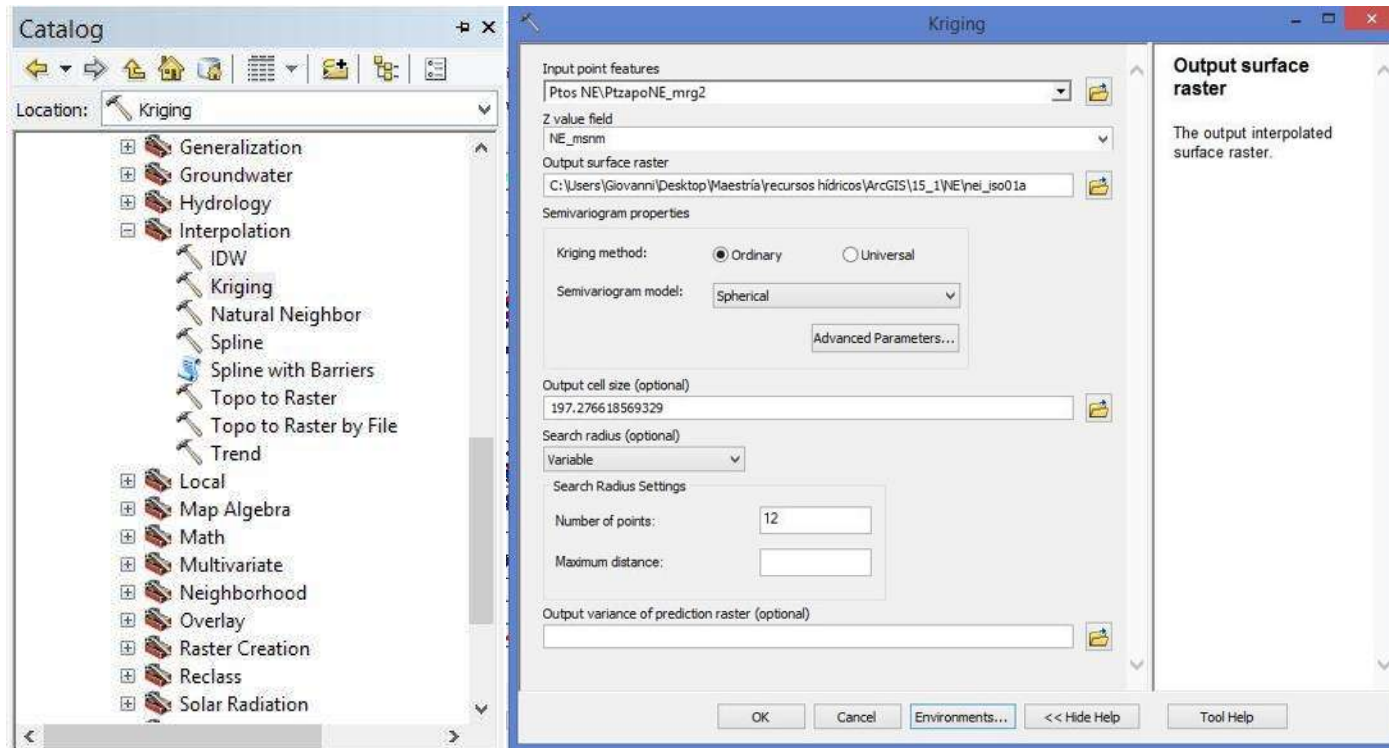 Catalog
Location:
Kriging
Generalization
Groundwater
Hydrology
Interpolation
IDW
Kriging
Natural Neighbor
Spline
Spline with Barriers
Topo to Raster
Topo to Raster by File
Trend
Local
Map Algebra
Math
Multivariate
Neighborhood
Overlay
Raster Creation
Reclass
Solar Radiation
Kriging
Input point features
Ptos NE\PtzapoNE_mrg2
Z value field
NE_msnm
Output surface raster
C:\Users\Giovanni\Desktop\Maestría\recursos hídricos\ArcGIS\15_1\NE\nei_iso01a
Semivariogram properties
Kriging method:
Ordinary
Universal
Semivariogram model:
Spherical
Advanced Parameters...
Output cell size (optional)
197.276618569329
Search radius (optional)
Variable
Search Radius Settings
Number of points:
12
Maximum distance:
Output variance of prediction raster (optional)
OK
Cancel
Environments...
<< Hide Help
Tool Help
Output surface
raster
The output interpolated
surface raster.